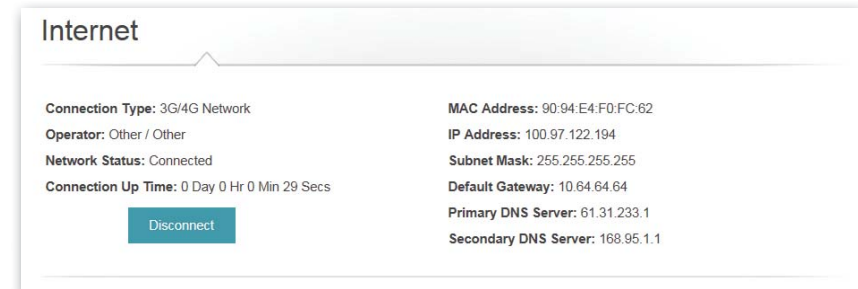 Internet
Connection Type: 3G/4G Network
Operator: Other / Other
Network Status: Connected
Connection Up Time: 0 Day 0 Hr 0 Min 29 Secs
Disconnect
MAC Address: 90:94:E4:F0:FC:62
IP Address: 100.97.122.194
Subnet Mask: 255.255.255.255
Default Gateway: 10.64.64.64
Primary DNS Server: 61.31.233.1
Secondary DNS Server: 168.95.1.1